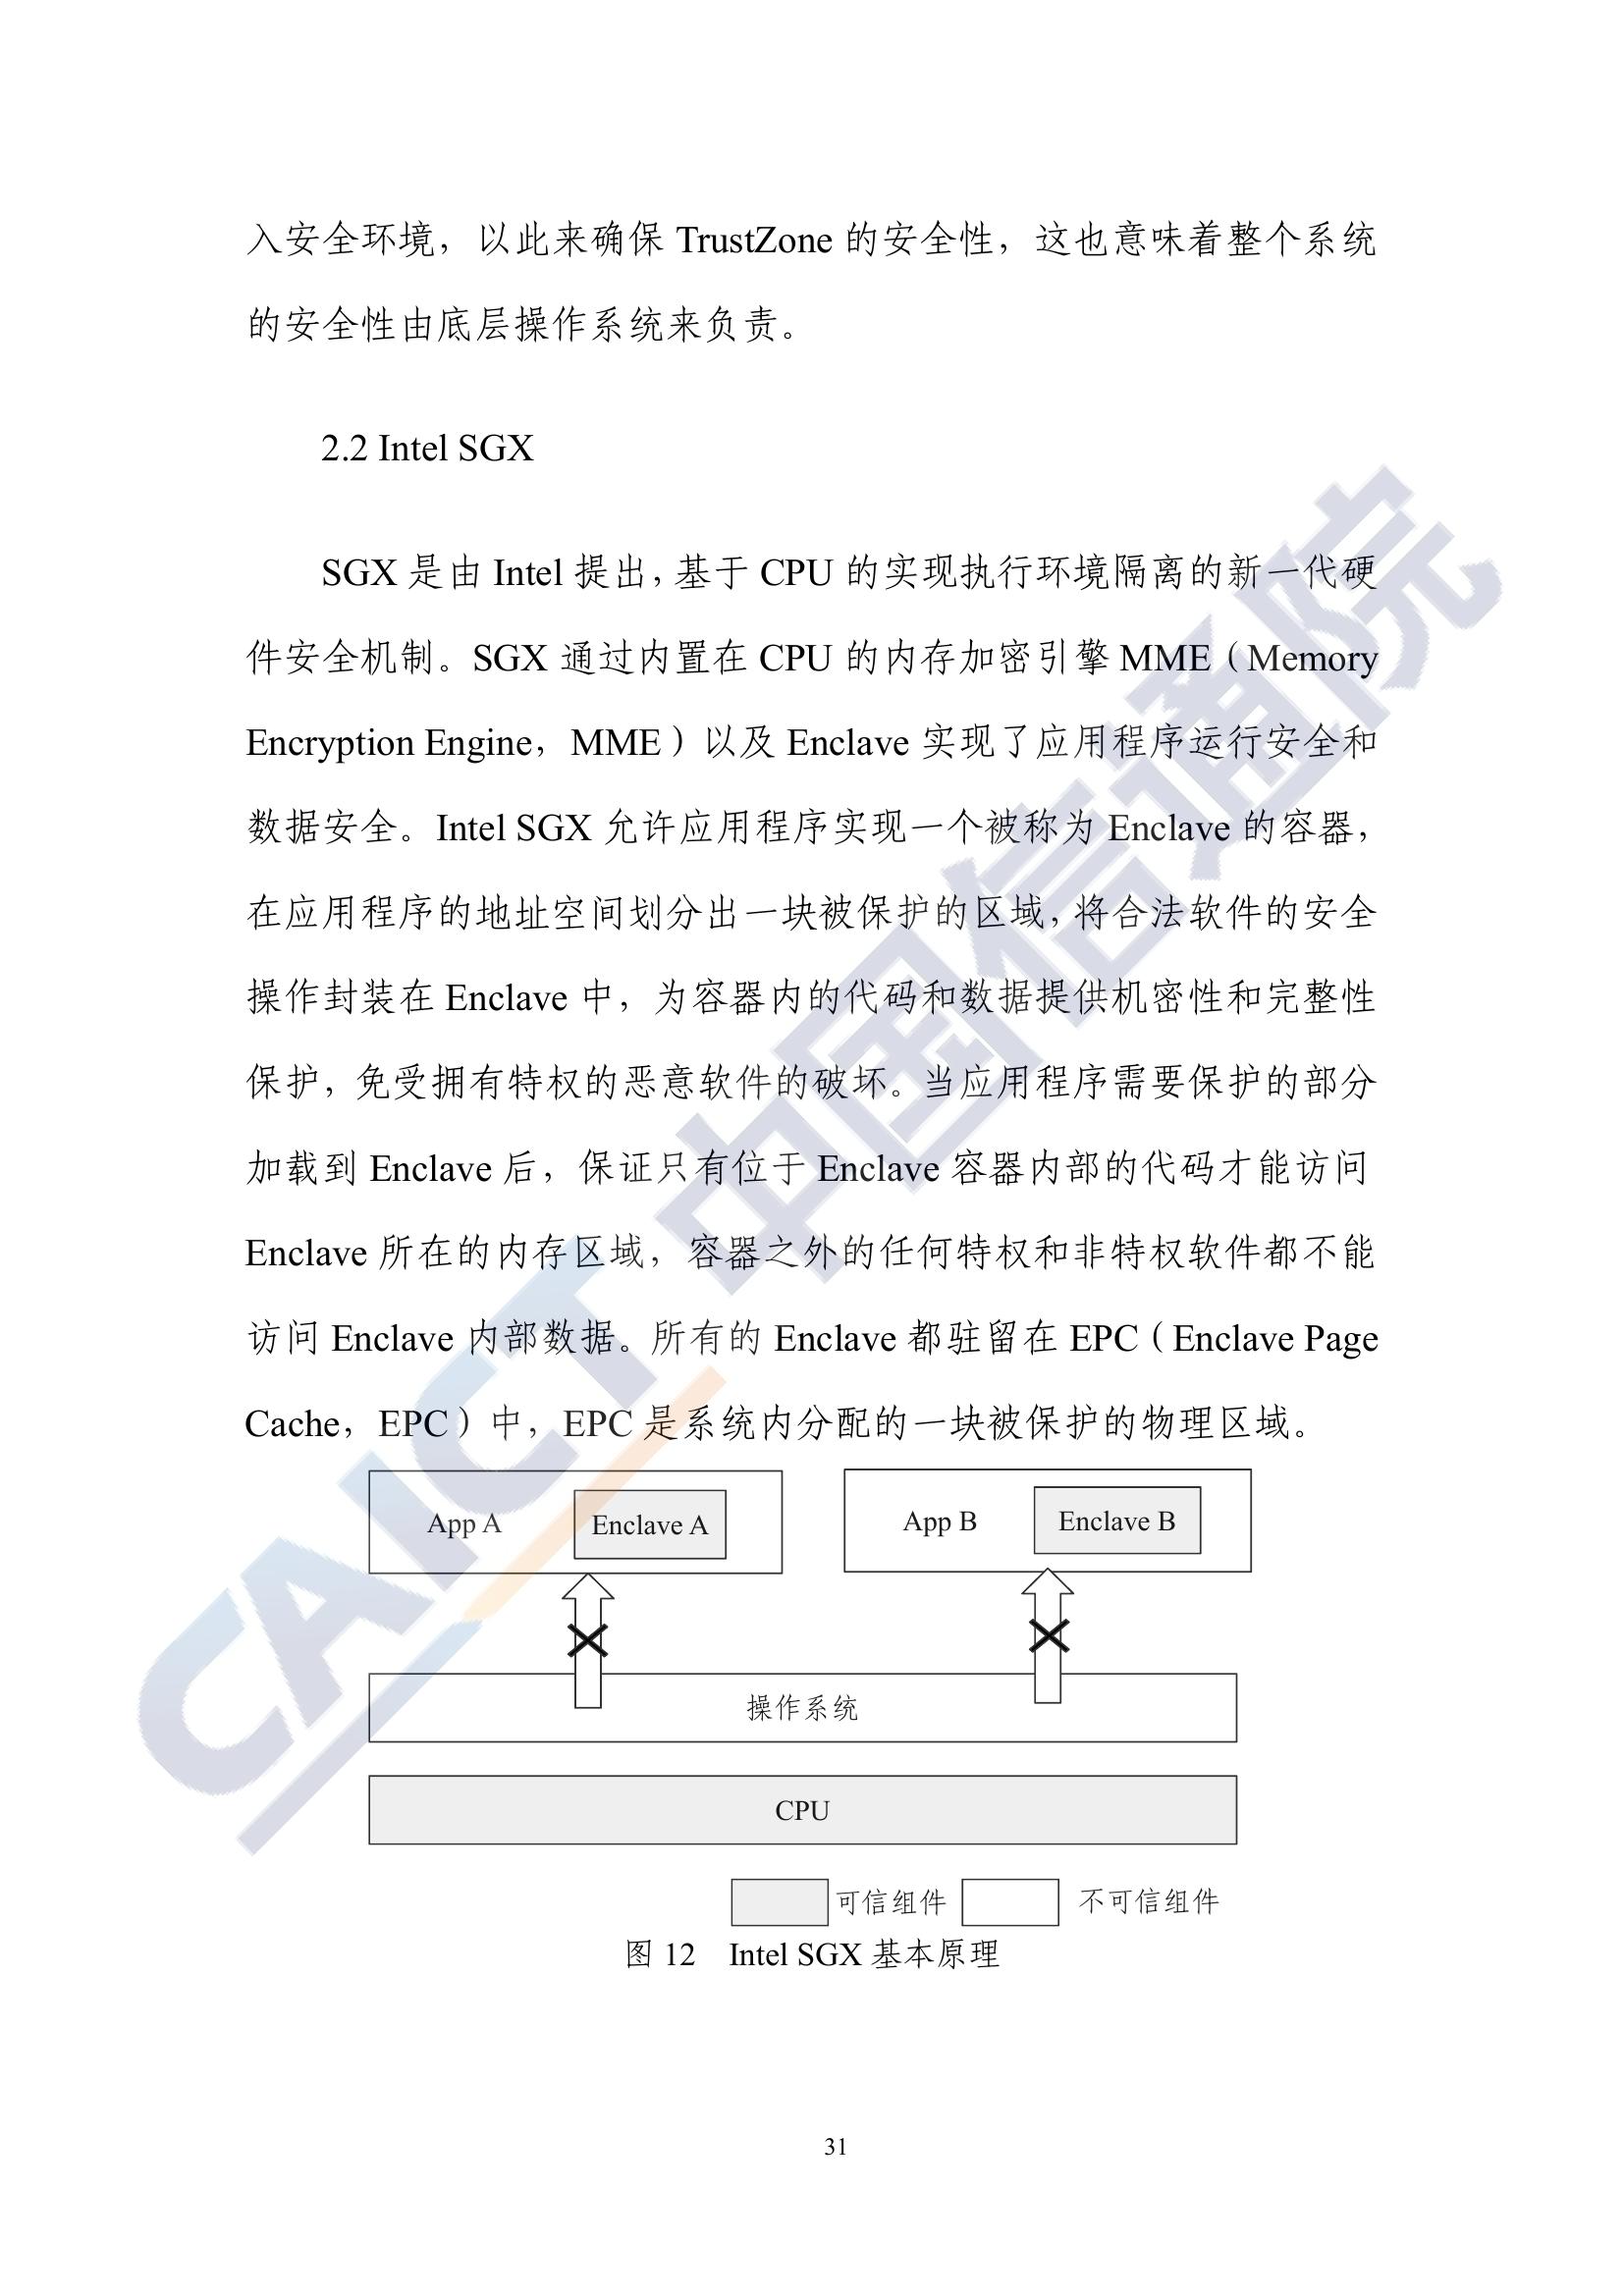 入安全环境，以此来确保 TrustZone 的安全性，这也意味着整个系统
的安全性由底层操作系统来负责。
2.2 Intel SGX
SGX 是由 Intel 提出，基于 CPU 的实现执行环境隔离的新一代硬
件安全机制。SGX 通过内置在 CPU 的内存加密引擎 MME（Memory
Encryption Engine，MME）以及 Enclave 实现了应用程序运行安全和
数据安全。Intel SGX 允许应用程序实现一个被称为 Enclave 的容器，
在应用程序的地址空间划分出一块被保护的区域，将合法软件的安全
操作封装在 Enclave 中，为容器内的代码和数据提供机密性和完整性
保护，免受拥有特权的恶意软件的破坏。当应用程序需要保护的部分
加载到 Enclave 后，保证只有位于 Enclave 容器内部的代码才能访问
Enclave 所在的内存区域，容器之外的任何特权和非特权软件都不能
访问 Enclave 内部数据。所有的 Enclave 都驻留在 EPC（Enclave Page
Cache，EPC）中，EPC 是系统内分配的一块被保护的物理区域。
App A Enclave A App B Enclave B
操作系统
CPU
可信组件 不可信组件
图 12 Intel SGX 基本原理
31
CAICT 中国信通院